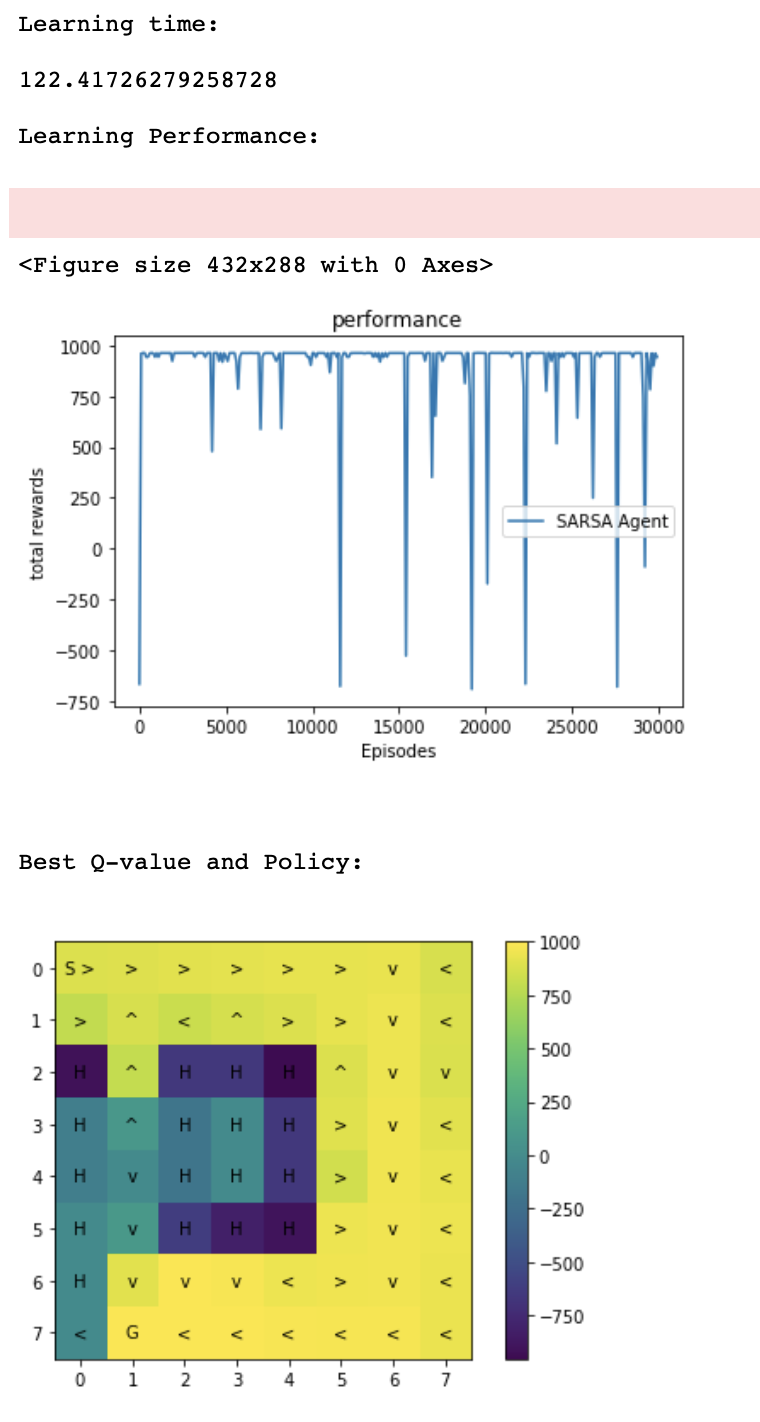 Learning time:
122.41726279258728
Learning Performance:
<Figure size 432x288 with 0 Axes>
performance
1000
750
500
250
0
−250
−500
−750
total rewards
SARSA Agent
0 5000 10000 15000 20000 25000 30000
Episodes
Best Q-value and Policy:
0 S > > > > > > v <
1 > ^ < ^ > > v <
2 H ^ H H H ^ v v
3 H ^ H H H > v <
4 H v H H H > v <
5 H v H H H > v <
6 H v v v < > v <
7 < G < < < < < <
0 1 2 3 4 5 6 7
1000
750
500
250
0
−250
−500
−750